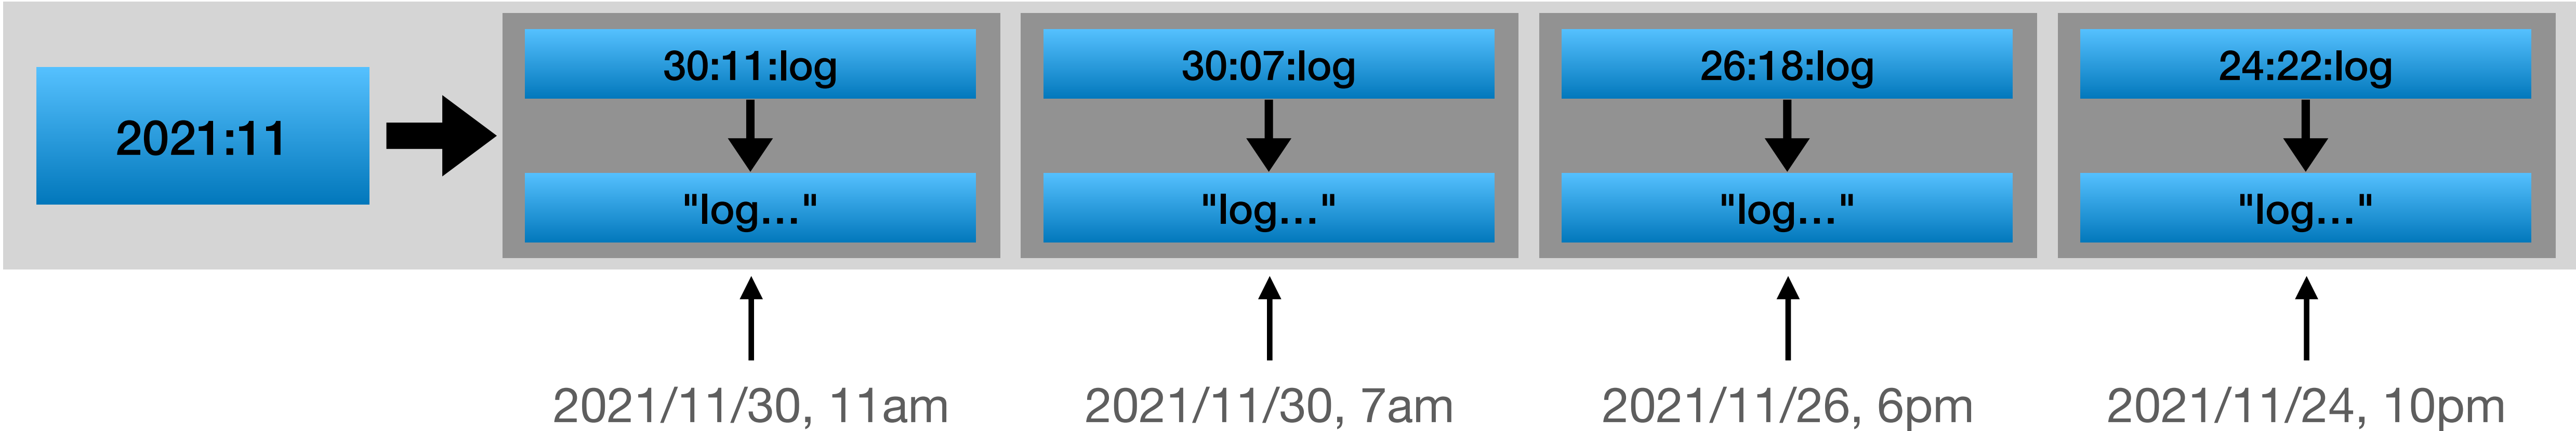 2021:11
30:11:log
30:07:log
26:18:log
24:22:log
"log..."
"log..."
"log..."
"log..."
2021/11/30, 11am
2021/11/30, 7am
2021/11/26, 6pm
2021/11/24, 10pm